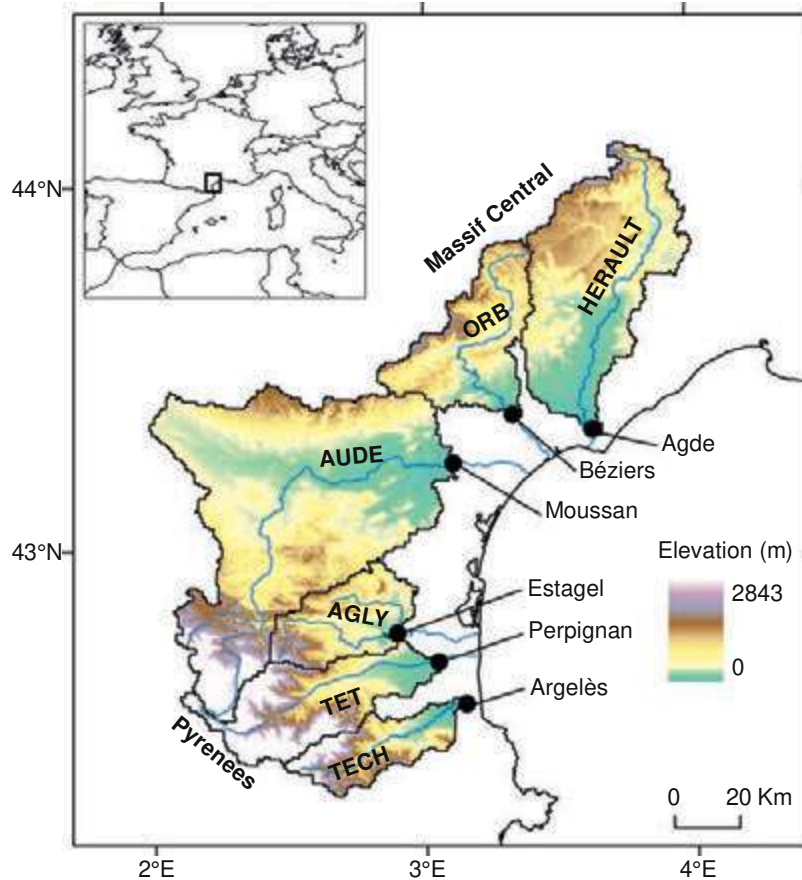 44°N
43°N
Massif Central
HERAULT
ORB
AUDE
Agde
Béziers
Moussan
Elevation (m)
2843
0
Estagel
AGLY
Perpignan
TET
Argelès
Pyrenees
TECH
0 20 Km
2°E 3°E 4°E